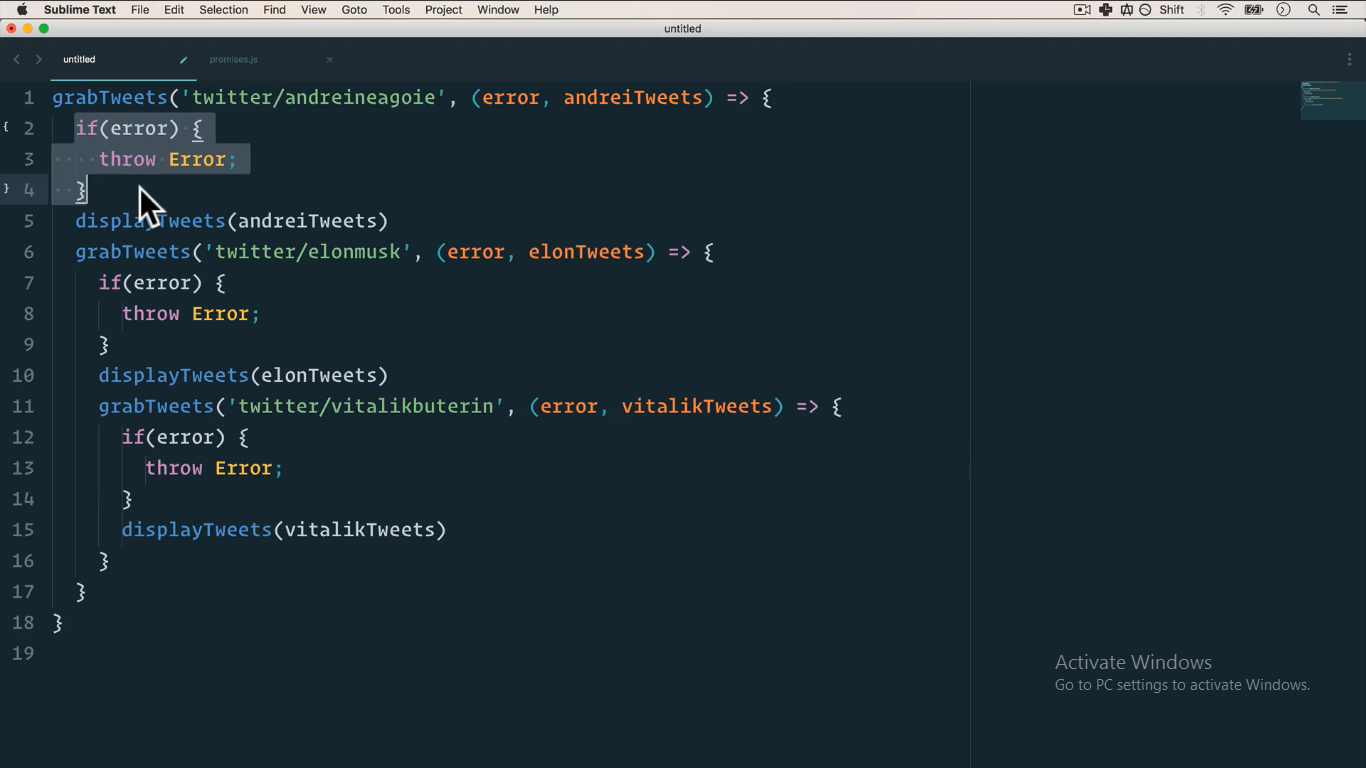 Sublime Text File Edit Selection Find View Goto Tools Project Window Help Shift
untitled
untitled promises.js
1 grabTweets('twitter/andreineagoie', (error, andreiTweets) => {
2   if(error) {
3     throw Error;
4   }
5   displayTweets(andreiTweets)
6   grabTweets('twitter/elonmusk', (error, elonTweets) => {
7     if(error) {
8       throw Error;
9     }
10     displayTweets(elonTweets)
11     grabTweets('twitter/vitalikbuterin', (error, vitalikTweets) => {
12       if(error) {
13         throw Error;
14       }
15       displayTweets(vitalikTweets)
16     }
17   }
18 }
19
Activate Windows
Go to PC settings to activate Windows.